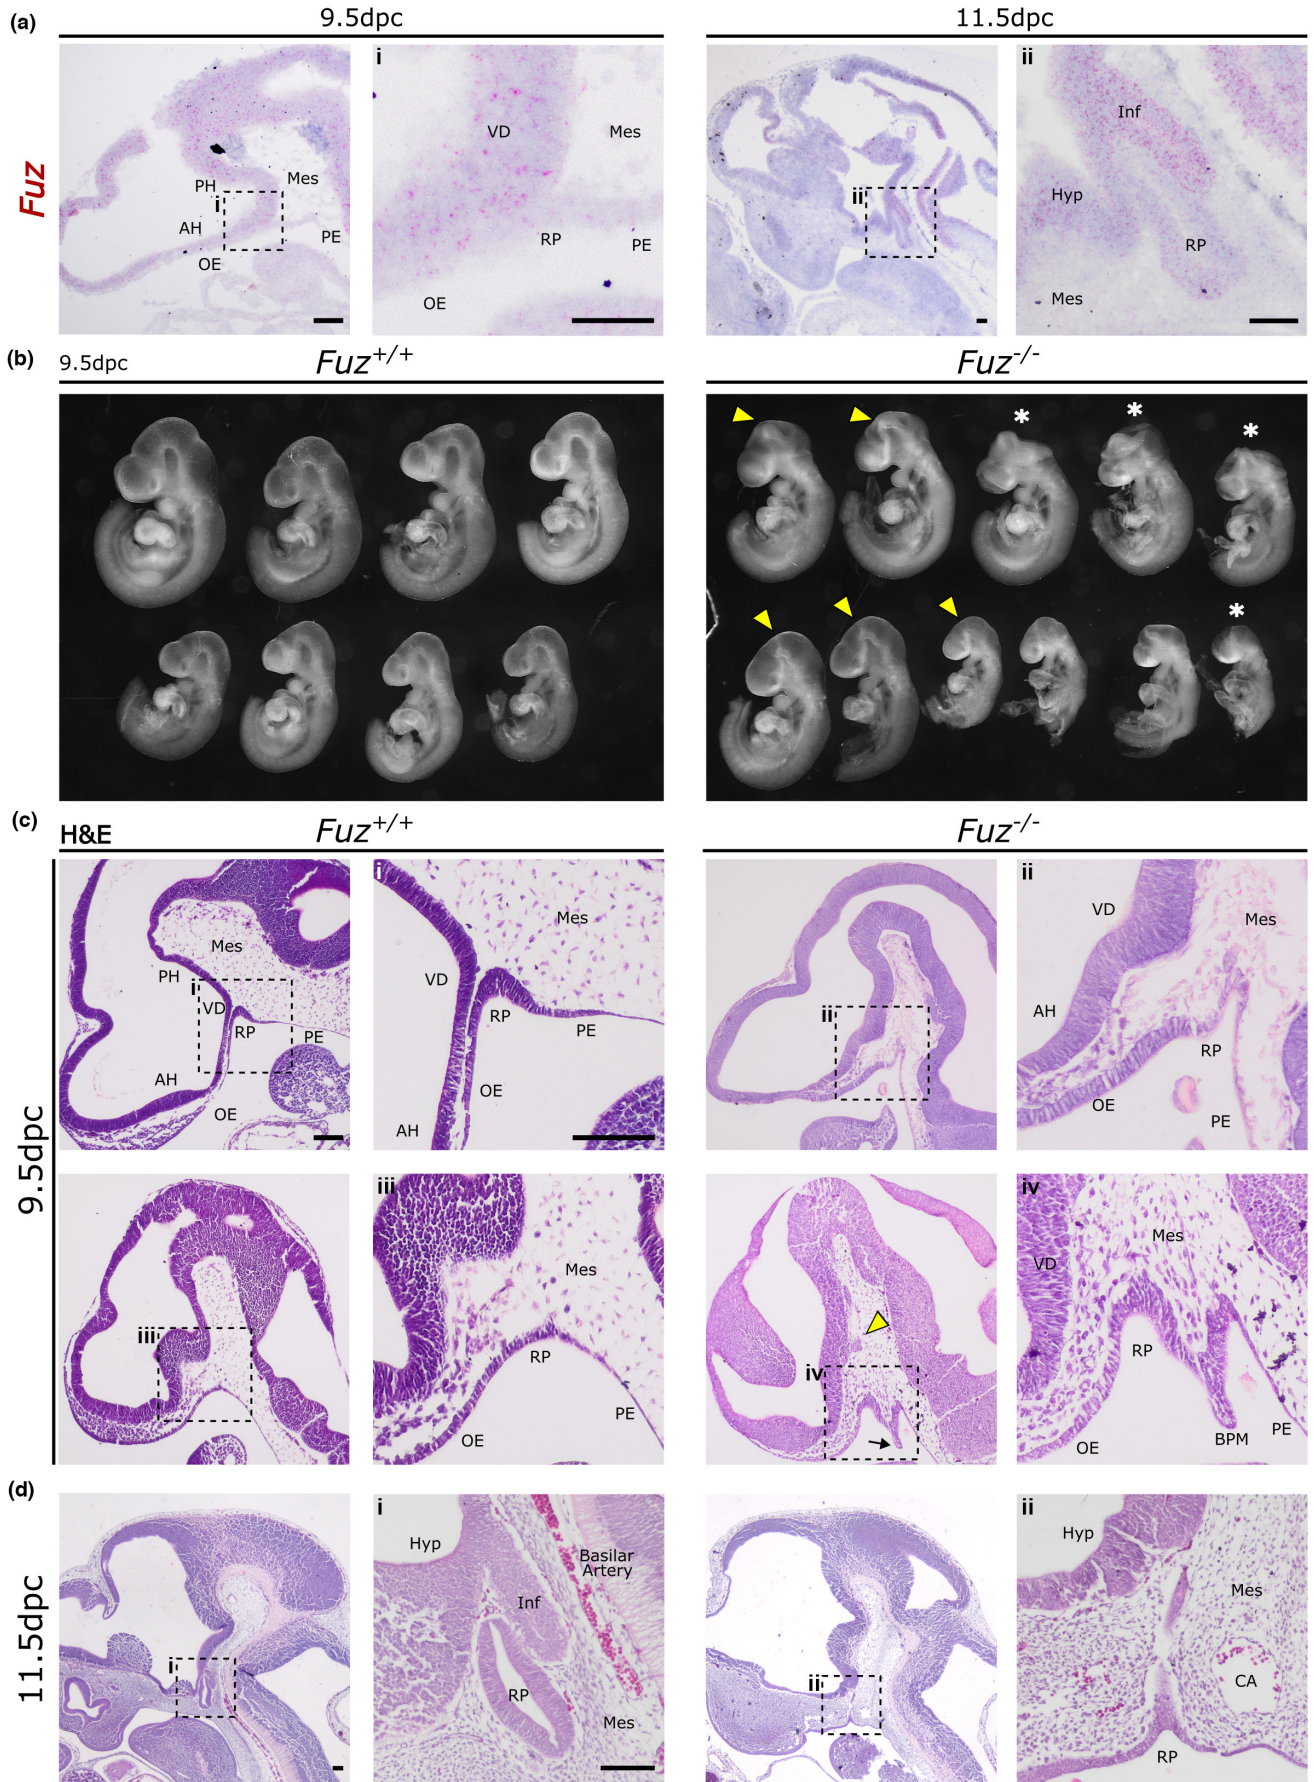 (a)
9.5dpc
11.5dpc
Fuz
i
VD
Mes
RP
PE
OE
PH
Mes
i
AH
PE
OE
ii
ii
Inf
Hyp
RP
Mes
(b)
9.5dpc
Fuz+/+
Fuz-/-
*
*
*
*
(c)
H&E
Fuz+/+
Fuz-/-
9.5dpc
Mes
PH
i
VD
RP
PE
AH
OE
i
Mes
VD
RP
PE
OE
AH
ii
ii
VD
Mes
AH
RP
OE
PE
iii
iii
Mes
RP
PE
OE
iv
iv
Mes
VD
RP
PE
BPM
OE
(d)
11.5dpc
i
i
Hyp
Basilar
Artery
Inf
RP
Mes
ii
ii
Hyp
Mes
CA
RP